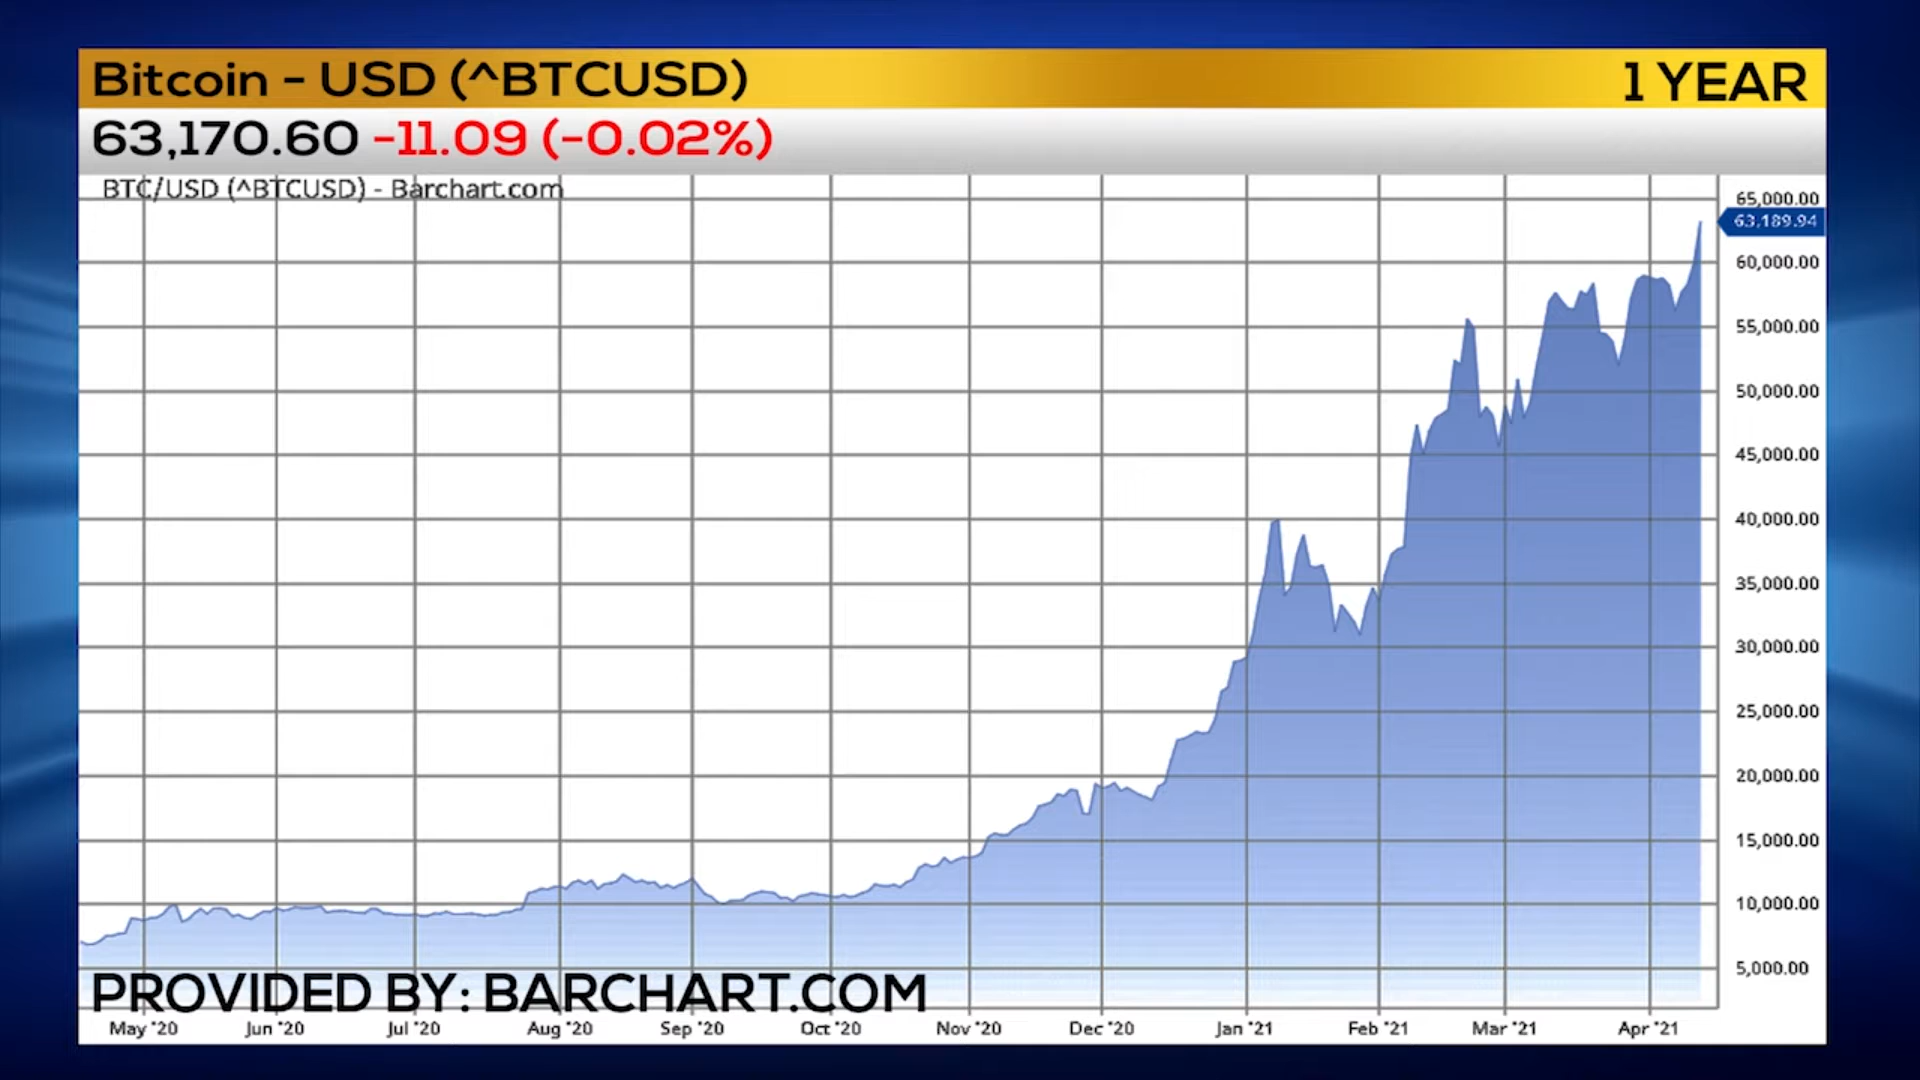 Bitcoin - USD (^BTCUSD)
1 YEAR
63,170.60 -11.09 (-0.02%)
BTC/USD (^BTCUSD) - Barchart.com
65,000.00
63,189.94
60,000.00
55,000.00
50,000.00
45,000.00
40,000.00
35,000.00
30,000.00
25,000.00
20,000.00
15,000.00
10,000.00
5,000.00
PROVIDED BY: BARCHART.COM
May '20 Jun '20 Jul '20 Aug '20 Sep '20 Oct '20 Nov '20 Dec '20 Jan '21 Feb '21 Mar '21 Apr '21